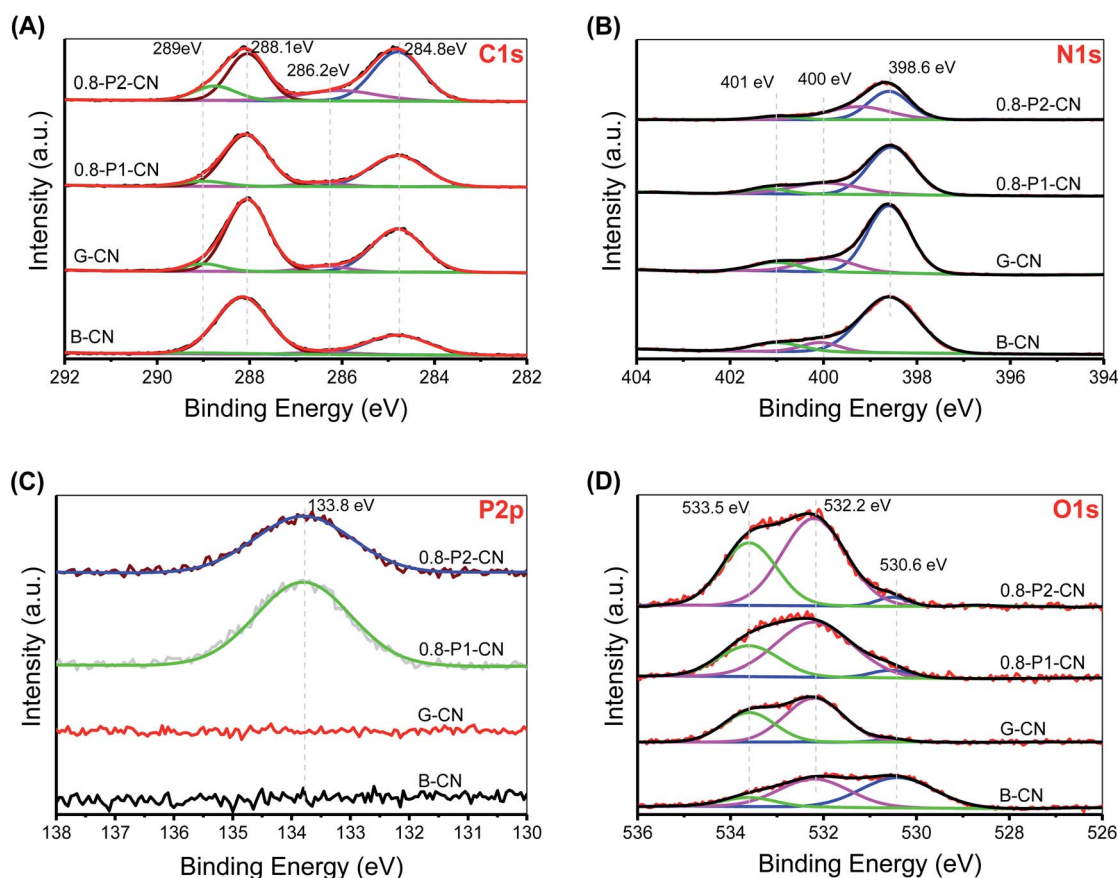 (A)
C1s
289eV
288.1eV
286.2eV
284.8eV
0.8-P2-CN
0.8-P1-CN
G-CN
B-CN
Intensity (a.u.)
292 290 288 286 284 282
Binding Energy (eV)
(B)
N1s
401 eV
400 eV
398.6 eV
0.8-P2-CN
0.8-P1-CN
G-CN
B-CN
Intensity (a.u.)
404 402 400 398 396 394
Binding Energy (eV)
(C)
P2p
133.8 eV
0.8-P2-CN
0.8-P1-CN
G-CN
B-CN
Intensity (a.u.)
138 137 136 135 134 133 132 131 130
Binding Energy (eV)
(D)
O1s
533.5 eV
532.2 eV
530.6 eV
0.8-P2-CN
0.8-P1-CN
G-CN
B-CN
Intensity (a.u.)
536 534 532 530 528 526
Binding Energy (eV)